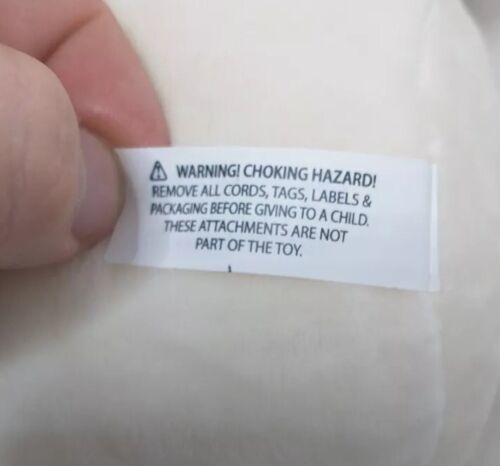 ⚠ WARNING! CHOKING HAZARD!
REMOVE ALL CORDS, TAGS, LABELS &
PACKAGING BEFORE GIVING TO A CHILD.
THESE ATTACHMENTS ARE NOT
PART OF THE TOY.